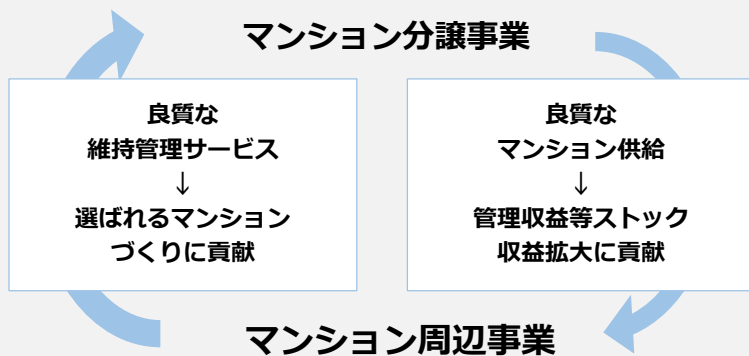 マンション分譲事業
良質な
維持管理サービス
↓
選ばれるマンション
づくりに貢献
良質な
マンション供給
↓
管理収益等ストック
収益拡大に貢献
マンション周辺事業